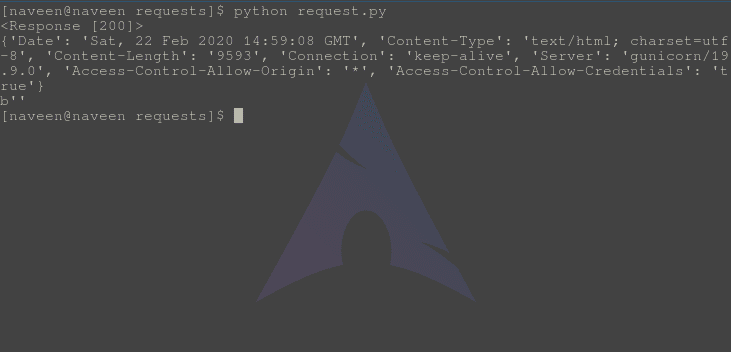 [naveen@naveen requests]$ python request.py
<Response [200]>
{'Date': 'Sat, 22 Feb 2020 14:59:08 GMT', 'Content-Type': 'text/html; charset=utf
-8', 'Content-Length': '9593', 'Connection': 'keep-alive', 'Server': 'gunicorn/19
.9.0', 'Access-Control-Allow-Origin': '*', 'Access-Control-Allow-Credentials': 't
rue'}
b''
[naveen@naveen requests]$